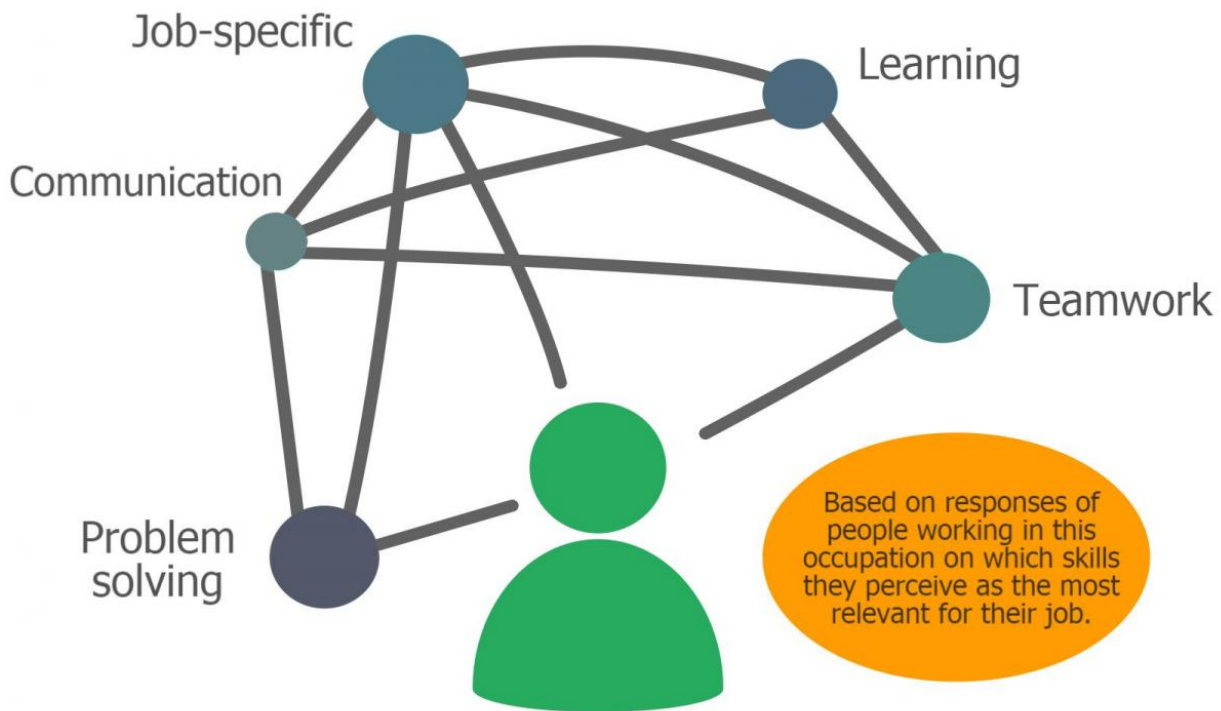 Job-specific
Learning
Communication
Teamwork
Problem
solving
Based on responses of
people working in this
occupation on which skills
they perceive as the most
relevant for their job.